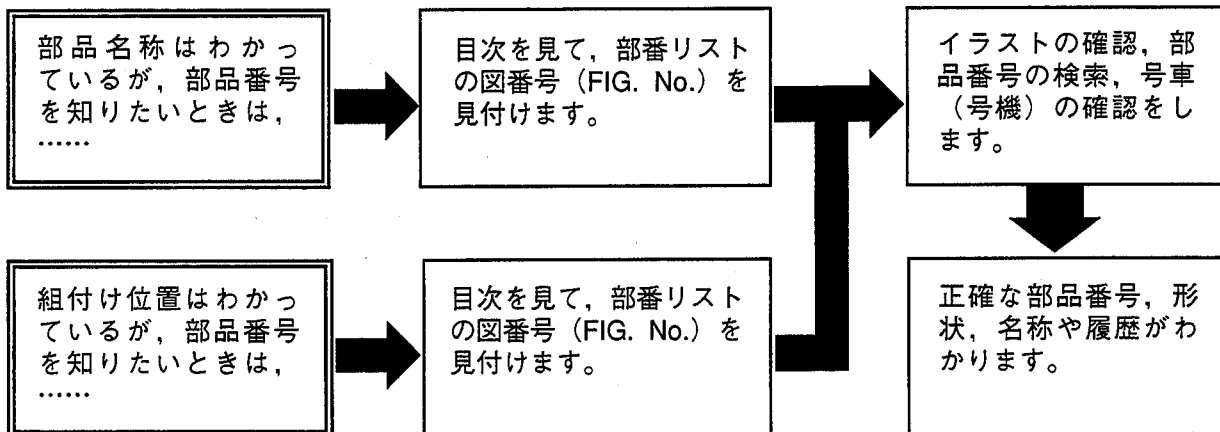 部品名称はわかっ
ているが，部品番号
を知りたいときは，
……
目次を見て，部番リスト
の図番号（FIG. No.）を
見付けます。
イラストの確認，部
品番号の検索，号車
（号機）の確認をし
ます。
組付け位置はわかっ
ているが，部品番号
を知りたいときは，
……
目次を見て，部番リスト
の図番号（FIG. No.）を
見付けます。
正確な部品番号，形
状，名称や履歴がわ
かります。